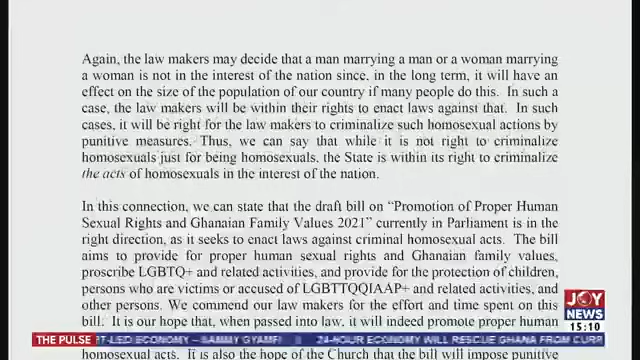 Again, the law makers may decide that a man marrying a man or a woman marrying
a woman is not in the interest of the nation since, in the long term, it will have an
effect on the size of the population of our country if many people do this. In such a
case, the law makers will be within their rights to enact laws against that. In such
cases, it will be right for the law makers to criminalize such homosexual actions by
punitive measures. Thus, we can say that while it is not right to criminalize
homosexuals just for being homosexuals, the State is within its right to criminalize
the acts of homosexuals in the interest of the nation.
In this connection, we can state that the draft bill on “Promotion of Proper Human
Sexual Rights and Ghanaian Family Values 2021” currently in Parliament is in the
right direction, as it seeks to enact laws against criminal homosexual acts. The bill
aims to provide for proper human sexual rights and Ghanaian family values,
proscribe LGBTQ+ and related activities, and provide for the protection of children,
persons who are victims or accused of LGBTTQQIAAP+ and related activities, and
other persons. We commend our law makers for the effort and time spent on this
bill. It is our hope that, when passed into law, it will indeed promote proper human
homosexual acts. It is also the hope of the Church that the bill will impose punitive
JOY
NEWS
15:10
THE PULSE
T-LED ECONOMY – SAMMY GYAMFI
24-HOUR ECONOMY WILL RESCUE GHANA FROM CURR